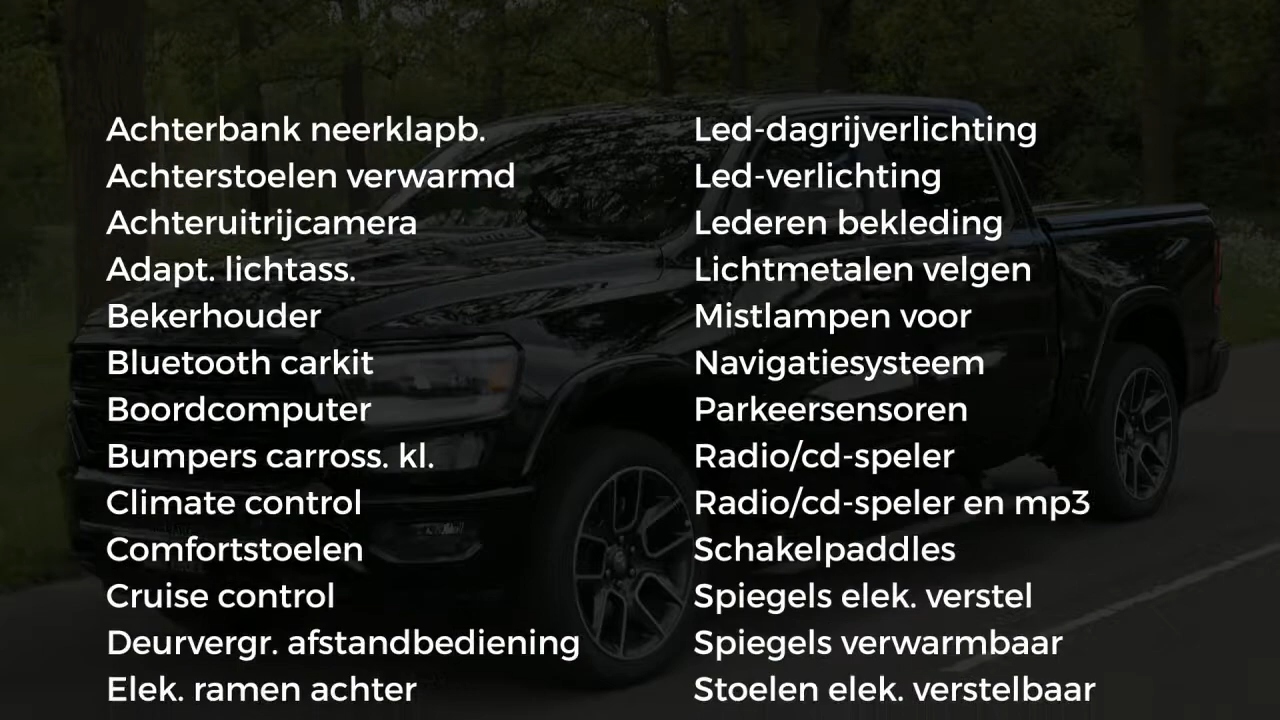 Achterbank neerklapb.
Achterstoelen verwarmd
Achteruitrijcamera
Adapt. lichtass.
Bekerhouder
Bluetooth carkit
Boordcomputer
Bumpers carross. kl.
Climate control
Comfortstoelen
Cruise control
Deurvergr. afstandbediening
Elek. ramen achter
Led-dagrijverlichting
Led-verlichting
Lederen bekleding
Lichtmetalen velgen
Mistlampen voor
Navigatiesysteem
Parkeersensoren
Radio/cd-speler
Radio/cd-speler en mp3
Schakelpaddles
Spiegels elek. verstel
Spiegels verwarmbaar
Stoelen elek. verstelbaar